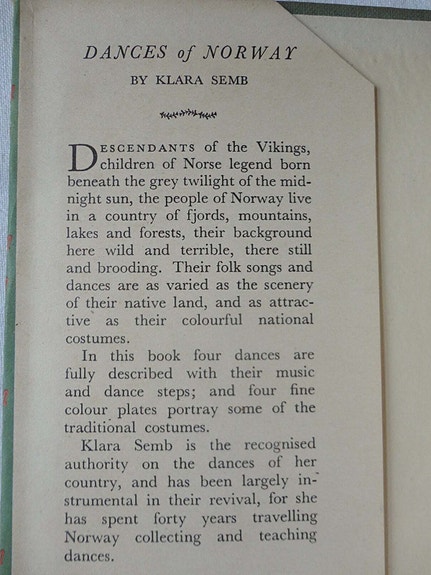 DANCES of NORWAY
BY KLARA SEMB
DESCENDANTS of the Vikings,
children of Norse legend born
beneath the grey twilight of the mid-
night sun, the people of Norway live
in a country of fjords, mountains,
lakes and forests, their background
here wild and terrible, there still
and brooding. Their folk songs and
dances are as varied as the scenery
of their native land, and as attrac-
tive as their colourful national
costumes.
In this book four dances are
fully described with their music
and dance steps; and four fine
colour plates portray some of the
traditional costumes.
Klara Semb is the recognised
authority on the dances of her
country, and has been largely in-
strumental in their revival, for she
has spent forty years travelling
Norway collecting and teaching
dances.